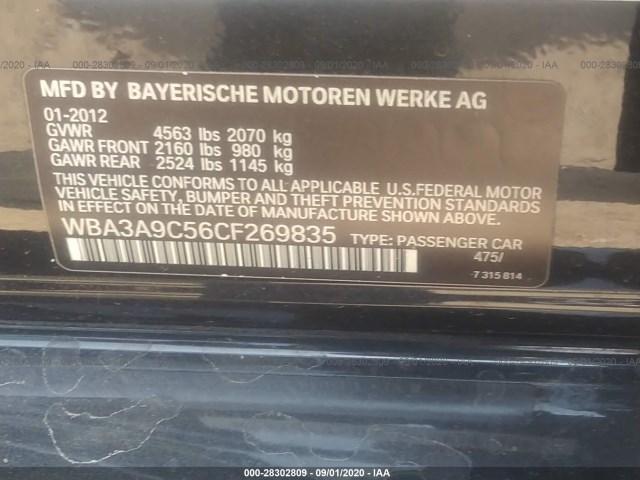 000-28302809 - 09/01/2020 - IAA
MFD BY BAYERISCHE MOTOREN WERKE AG
01-2012
GVWR 4563 lbs 2070 kg
GAWR FRONT 2160 lbs 980 kg
GAWR REAR 2524 lbs 1145 kg
THIS VEHICLE CONFORMS TO ALL APPLICABLE U.S.FEDERAL MOTOR
VEHICLE SAFETY, BUMPER AND THEFT PREVENTION STANDARDS
IN EFFECT ON THE DATE OF MANUFACTURE SHOWN ABOVE.
WBA3A9C56CF269835 TYPE: PASSENGER CAR
475/
7 315 814
000-28302809 - 09/01/2020 - IAA